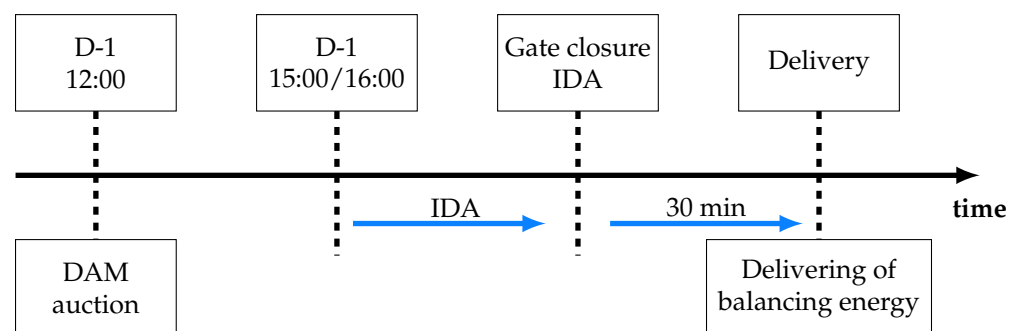 D-1
12:00
D-1
15:00/16:00
Gate closure
IDA
Delivery
IDA
30 min
time
DAM
auction
Delivering of
balancing energy